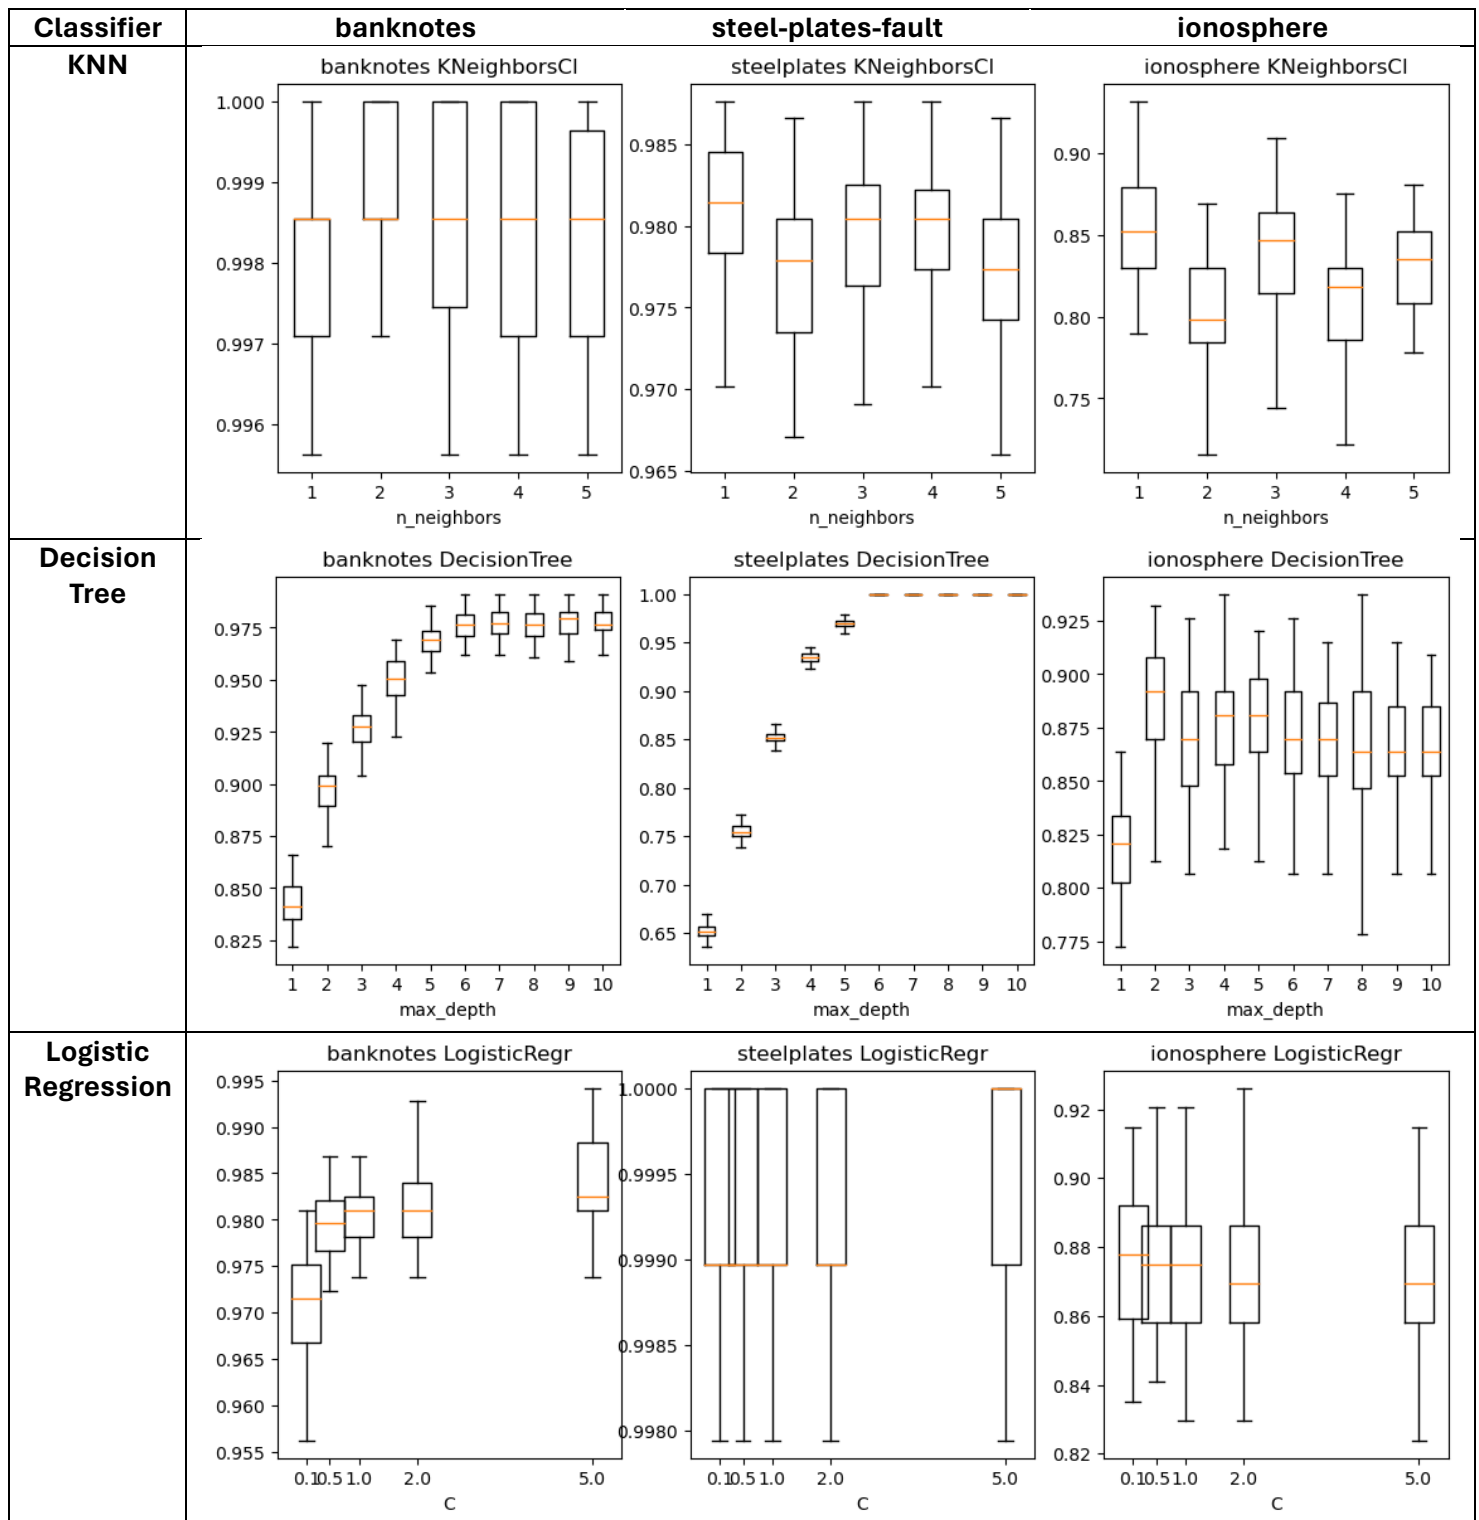 Classifier banknotes steel-plates-fault ionosphere
KNN
banknotes KNeighborsCl
1.000
0.999
0.998
0.997
0.996
1 2 3 4 5
n_neighbors
steelplates KNeighborsCl
0.985
0.980
0.975
0.970
0.965
1 2 3 4 5
n_neighbors
ionosphere KNeighborsCl
0.90
0.85
0.80
0.75
1 2 3 4 5
n_neighbors
Decision
Tree
banknotes DecisionTree
0.975
0.950
0.925
0.900
0.875
0.850
0.825
1 2 3 4 5 6 7 8 9 10
max_depth
steelplates DecisionTree
1.00
0.95
0.90
0.85
0.80
0.75
0.70
0.65
1 2 3 4 5 6 7 8 9 10
max_depth
ionosphere DecisionTree
0.925
0.900
0.875
0.850
0.825
0.800
0.775
1 2 3 4 5 6 7 8 9 10
max_depth
Logistic
Regression
banknotes LogisticRegr
0.995
0.990
0.985
0.980
0.975
0.970
0.965
0.960
0.955
0.1 0.5 1.0 2.0 5.0
C
steelplates LogisticRegr
1.0000
0.9995
0.9990
0.9985
0.9980
0.1 0.5 1.0 2.0 5.0
C
ionosphere LogisticRegr
0.92
0.90
0.88
0.86
0.84
0.82
0.1 0.5 1.0 2.0 5.0
C